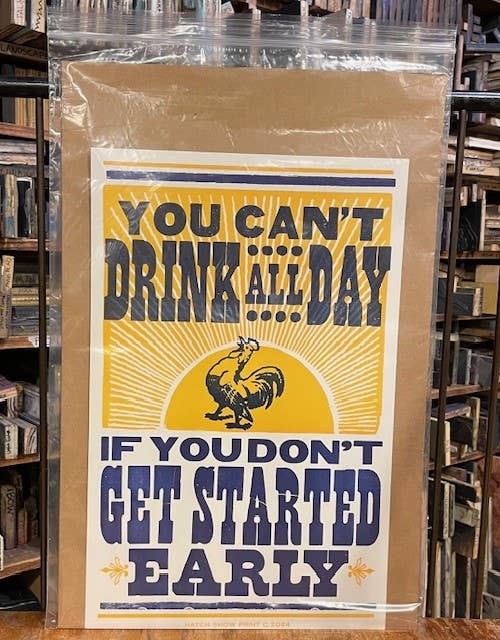 YOU CAN'T
DRINK ALL DAY
IF YOU DON'T
GET STARTED
EARLY
HATCH SHOW PRINT C 2024